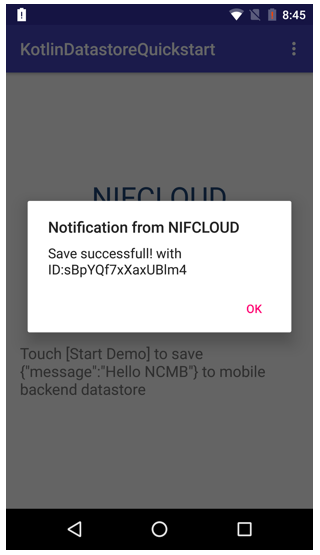 8:45
KotlinDatastoreQuickstart
NIFCLOUD
Notification from NIFCLOUD
Save successfull! with
ID:sBpYQf7xXaxUBlm4
OK
Touch [Start Demo] to save
{"message":"Hello NCMB"} to mobile
backend datastore